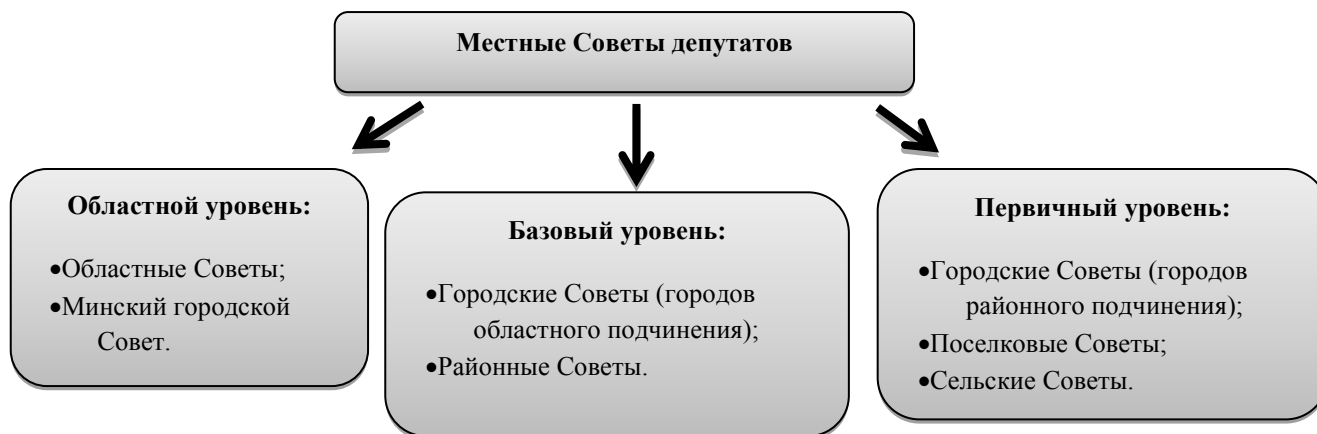 Местные Советы депутатов
Областной уровень:
•Областные Советы;
•Минский городской
Совет.
Базовый уровень:
•Городские Советы (городов
областного подчинения);
•Районные Советы.
Первичный уровень:
•Городские Советы (городов
районного подчинения);
•Поселковые Советы;
•Сельские Советы.